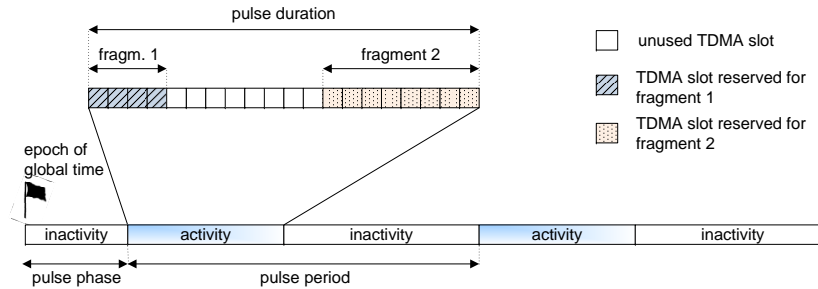 pulse duration
fragm. 1
fragment 2
unused TDMA slot
TDMA slot reserved for
fragment 1
TDMA slot reserved for
fragment 2
epoch of
global time
inactivity
activity
inactivity
activity
inactivity
pulse phase
pulse period